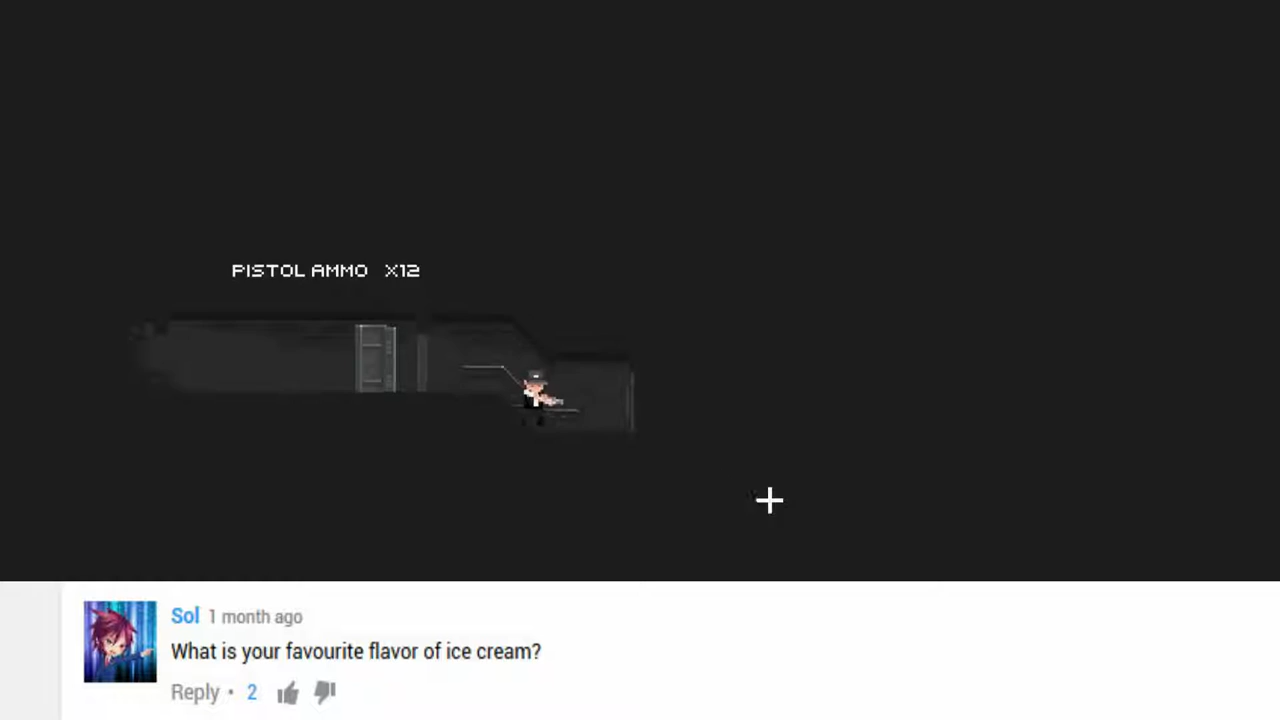 PISTOL AMMO X12
Sol 1 month ago
What is your favourite flavor of ice cream?
Reply • 2